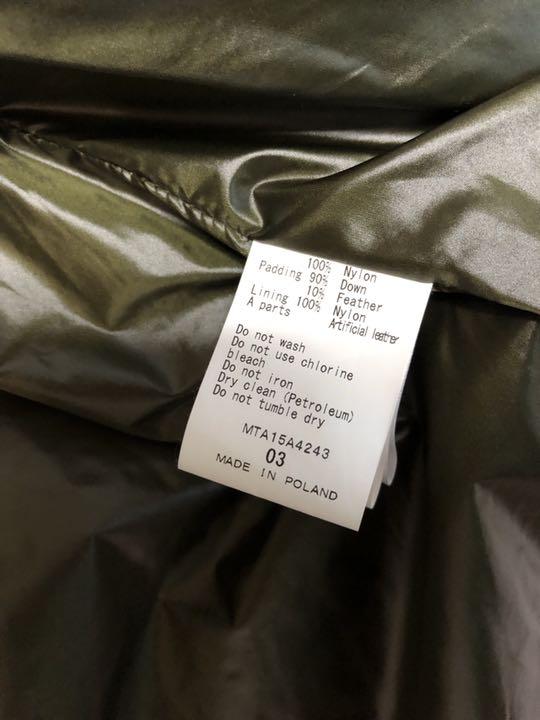 100% Nylon
Padding 90% Down
10% Feather
Lining 100% Nylon
A parts Artificial leather
Do not wash
Do not use chlorine
bleach
Do not iron
Dry clean (Petroleum)
Do not tumble dry
MTA15A4243
03
MADE IN POLAND